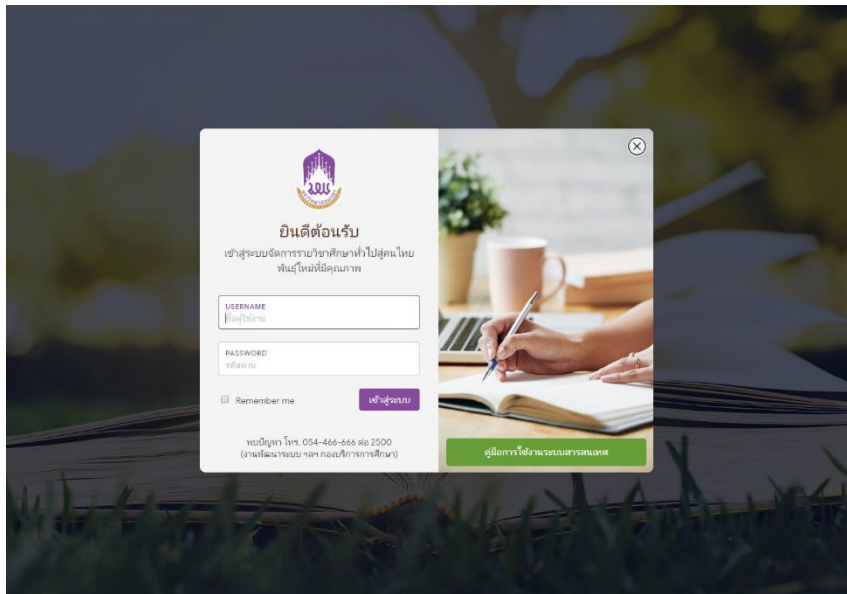 ยินดีต้อนรับ
เข้าสู่ระบบจัดการรายวิชาศึกษาทั่วไปสู่คนไทย
พันธุ์ใหม่ที่มีคุณภาพ
USERNAME
ชื่อผู้ใช้งาน
PASSWORD
รหัสผ่าน
Remember me
เข้าสู่ระบบ
พบปัญหา โทร. 054-466-666 ต่อ 2500
(งานพัฒนาระบบ ฯลฯ กองบริการการศึกษา)
คู่มือการใช้งานระบบสารสนเทศ